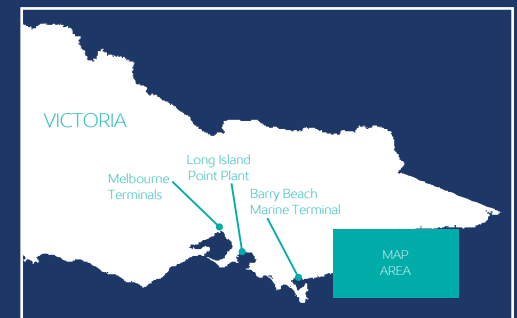 VICTORIA
Long Island
Point Plant
Melbourne
Terminals
Barry Beach
Marine Terminal
MAP
AREA